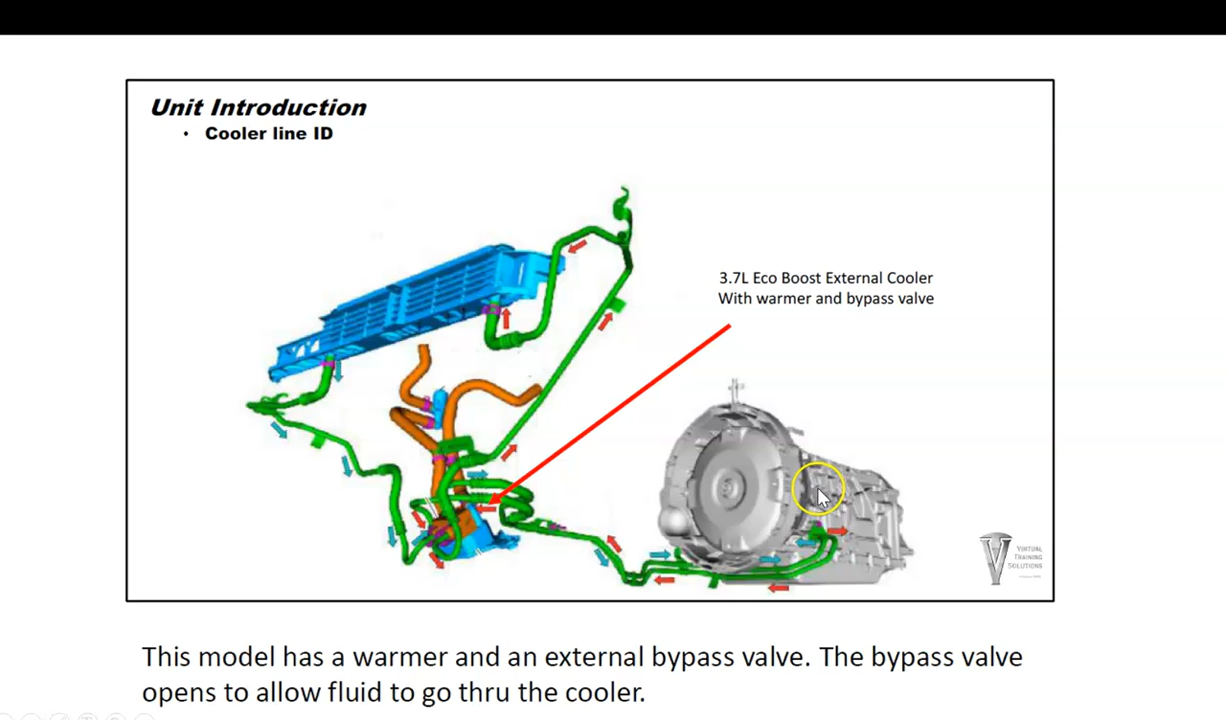 Unit Introduction
• Cooler line ID
3.7L Eco Boost External Cooler
With warmer and bypass valve
VIRTUAL
TRAINING
SOLUTIONS
This model has a warmer and an external bypass valve. The bypass valve
opens to allow fluid to go thru the cooler.